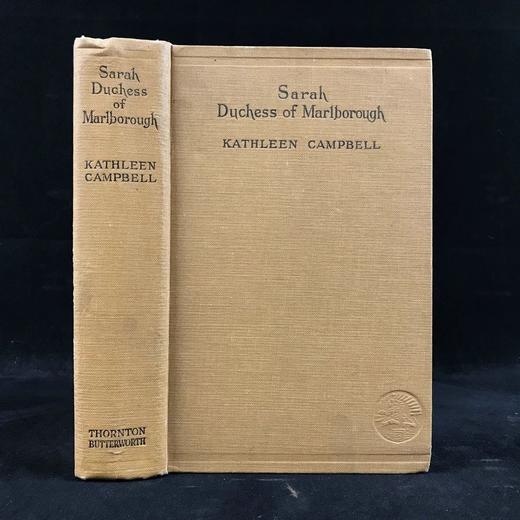 Sarah
Duchess
of
Marlborough
KATHLEEN
CAMPBELL
THORNTON
BUTTERWORTH
Sarah
Duchess of Marlborough
KATHLEEN CAMPBELL